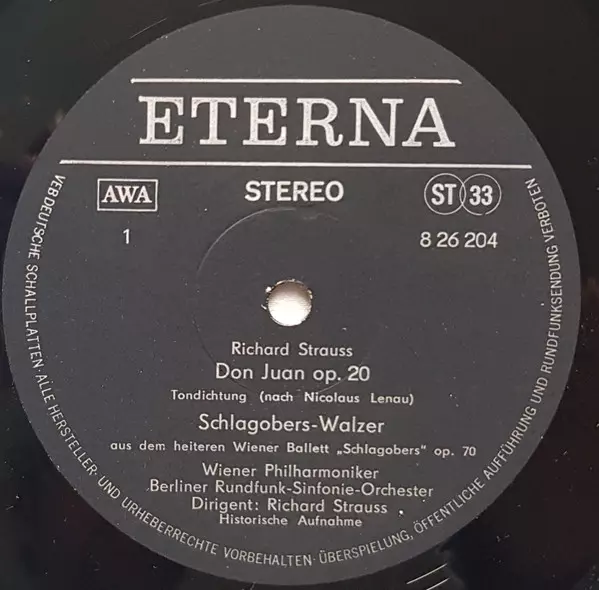 ETERNA
AWA
STEREO
ST 33
1
8 26 204
Richard Strauss
Don Juan op. 20
Tondichtung (nach Nicolaus Lenau)
Schlagobers-Walzer
aus dem heiteren Wiener Ballett „Schlagobers“ op. 70
Wiener Philharmoniker
Berliner Rundfunk-Sinfonie-Orchester
Dirigent: Richard Strauss
Historische Aufnahme
VEB DEUTSCHE SCHALLPLATTEN · ALLE HERSTELLER- UND URHEBERRECHTE VORBEHALTEN · ÜBERSPIELUNG, ÖFFENTLICHE AUFFÜHRUNG UND RUNDFUNKSENDUNG VERBOTEN